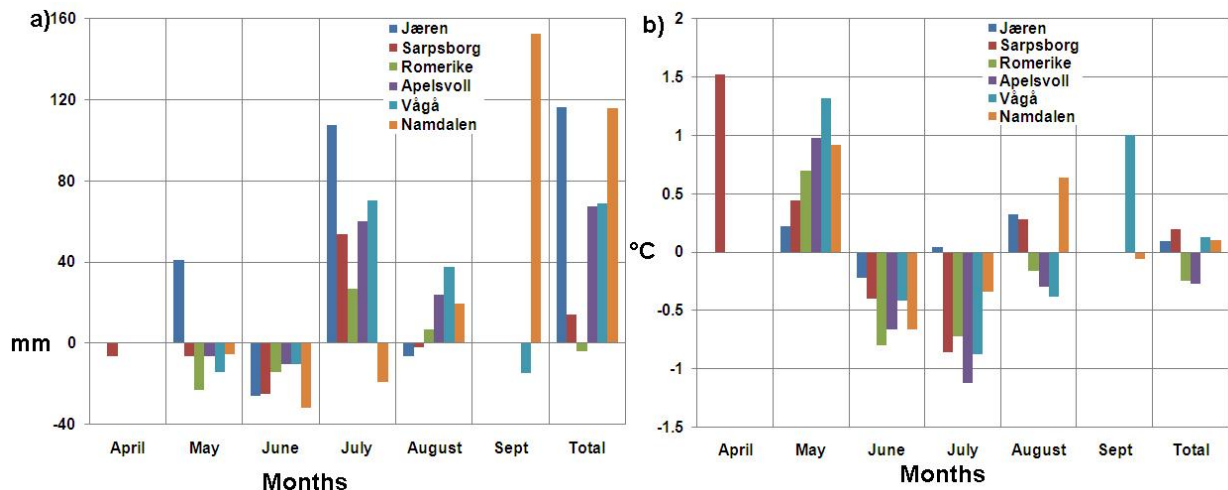 a)
160
120
80
40
0
-40
mm
Jæren
Sarpsborg
Romerike
Apelsvoll
Vågå
Namdalen
April May June July August Sept Total
Months
b)
2
1.5
1
0.5
0
-0.5
-1
-1.5
°C
Jæren
Sarpsborg
Romerike
Apelsvoll
Vågå
Namdalen
April May June July August Sept Total
Months